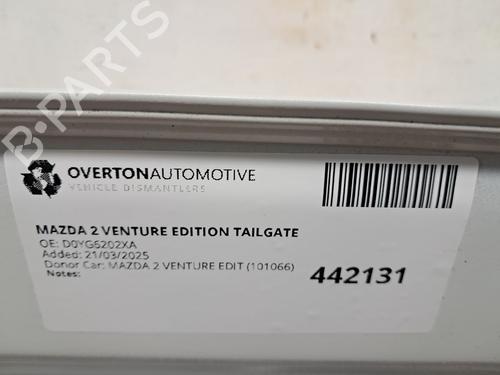 B-PARTS
OVERTONAUTOMOTIVE
VEHICLE DISMANTLERS
MAZDA 2 VENTURE EDITION TAILGATE
OE: D0YG6202XA
Added: 21/03/2025
Donor Car: MAZDA 2 VENTURE EDIT (101066)
Notes:
442131